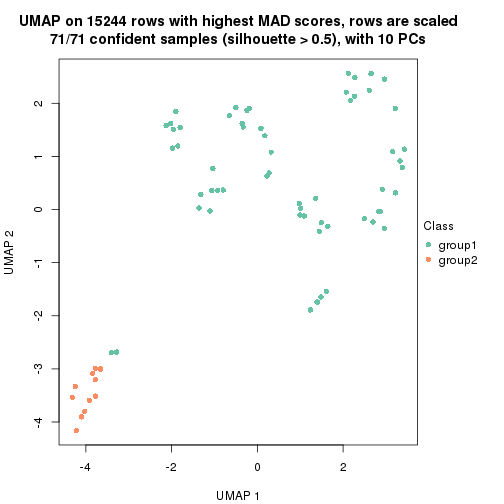 UMAP on 15244 rows with highest MAD scores, rows are scaled
71/71 confident samples (silhouette > 0.5), with 10 PCs
2
1
0
-1
-2
-3
-4
UMAP 2
-4
-2
0
2
UMAP 1
Class
group1
group2